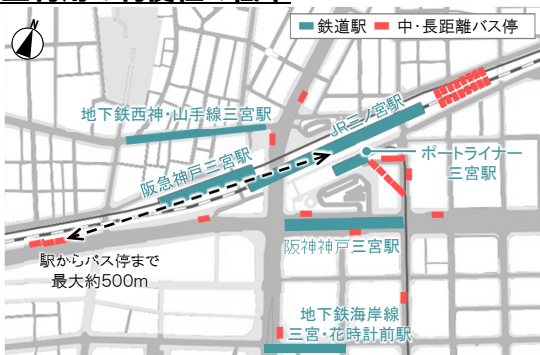 鉄道駅 中・長距離バス停
地下鉄西神・山手線三宮駅
JR三ノ宮駅
阪急神戸三宮駅
ポートライナー
三宮駅
阪神神戸三宮駅
駅からバス停まで
最大約500m
地下鉄海岸線
三宮・花時計前駅